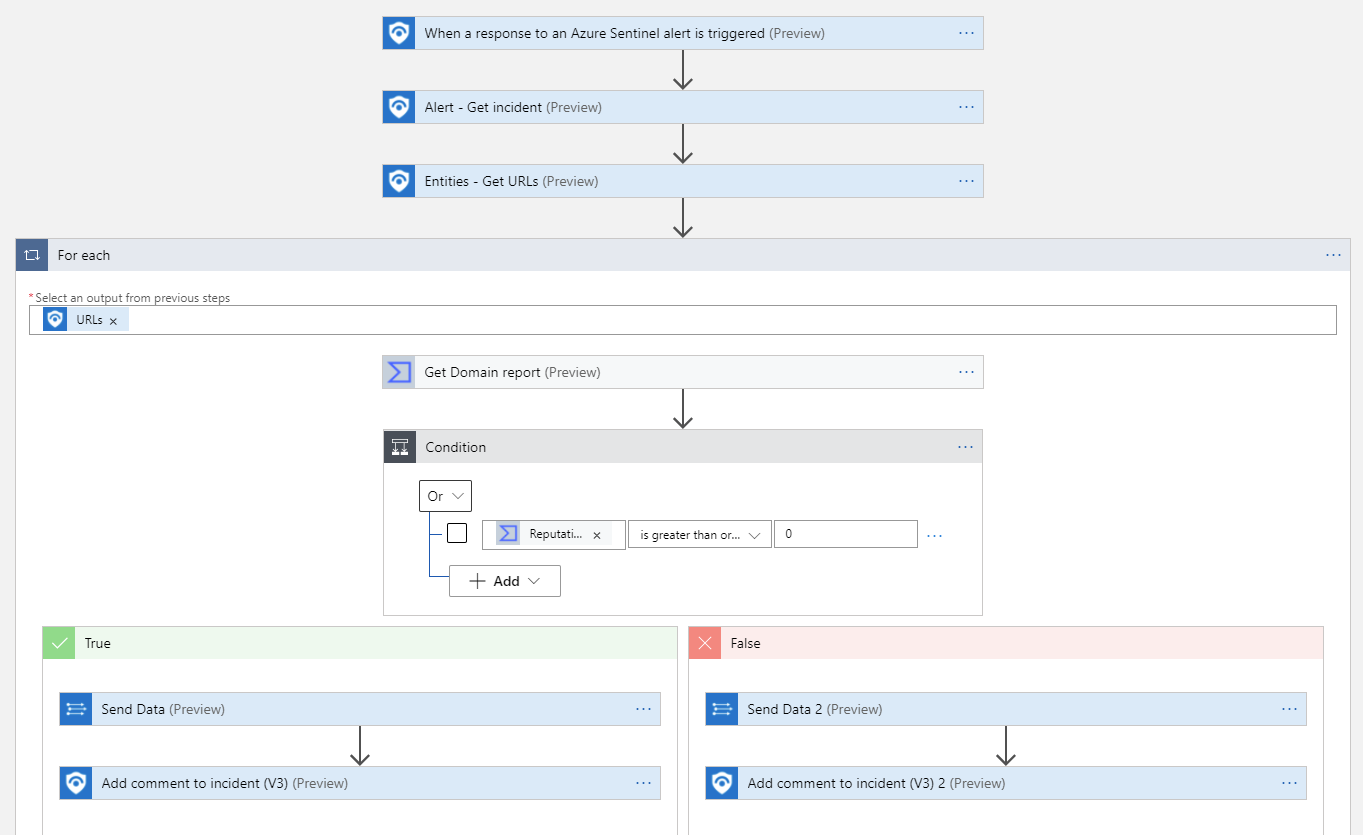 When a response to an Azure Sentinel alert is triggered (Preview)
Alert - Get incident (Preview)
Entities - Get URLs (Preview)
For each
*Select an output from previous steps
URLs
Get Domain report (Preview)
Condition
Or
Reputati... is greater than or... 0
Add
True
False
Send Data (Preview)
Send Data 2 (Preview)
Add comment to incident (V3) (Preview)
Add comment to incident (V3) 2 (Preview)